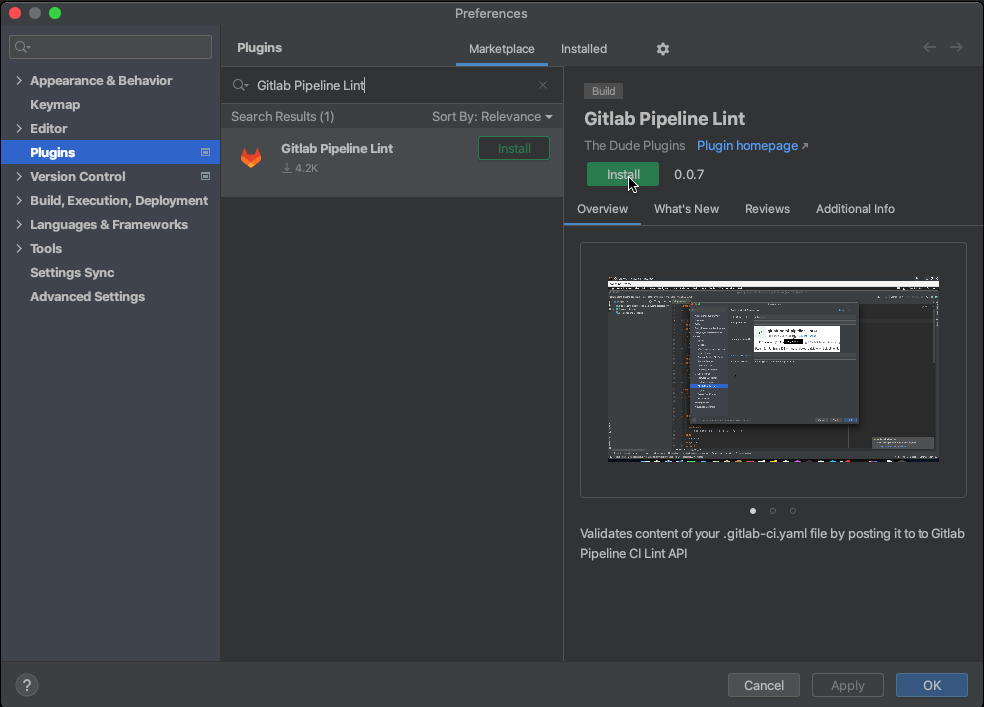 Preferences
Appearance & Behavior
Keymap
Editor
Plugins
Version Control
Build, Execution, Deployment
Languages & Frameworks
Tools
Settings Sync
Advanced Settings
Plugins
Marketplace
Installed
Gitlab Pipeline Lint
Search Results (1)
Sort By: Relevance
Gitlab Pipeline Lint
4.2K
Install
Build
Gitlab Pipeline Lint
The Dude Plugins
Plugin homepage
Install
0.0.7
Overview
What's New
Reviews
Additional Info
Validates content of your .gitlab-ci.yaml file by posting it to to Gitlab
Pipeline CI Lint API
?
Cancel
Apply
OK